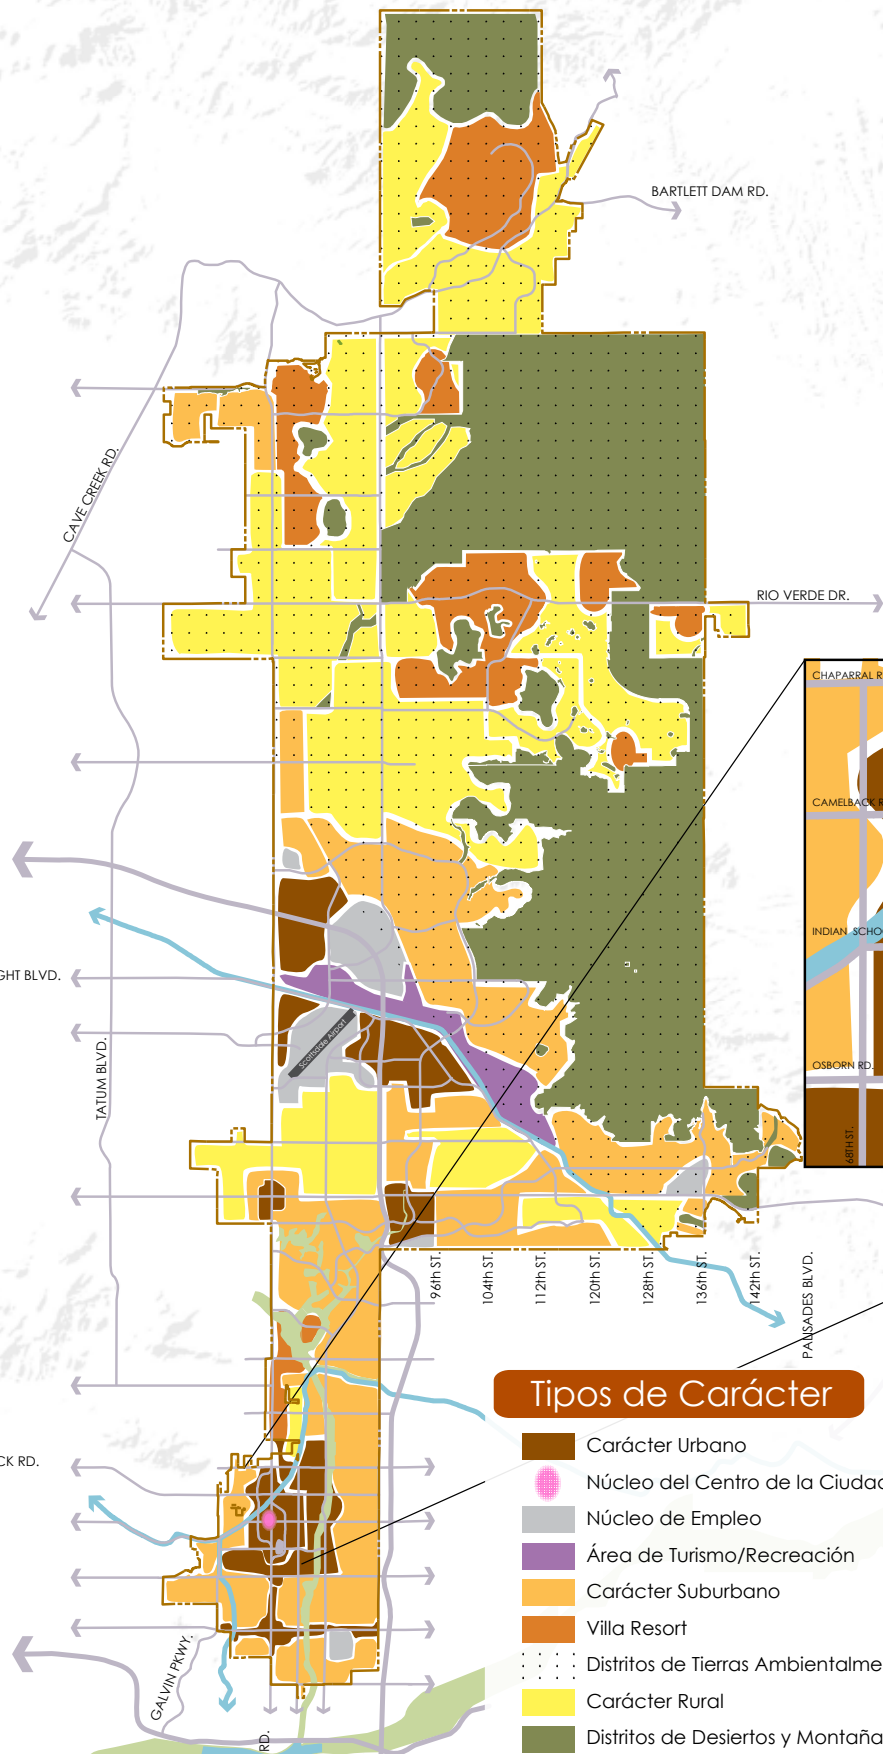 BARTLETT DAM RD.
CAVE CREEK RD.
RIO VERDE DR.
CHAPARRAL R
CAMELBACK R
INDIAN SCHO
OSBORN RD.
68TH ST.
GHT BLVD.
TATUM BLVD.
Scottsdale Airport
96th ST.
104th ST.
112th ST.
120th ST.
128th ST.
136th ST.
142th ST.
PALISADES BLVD.
CK RD.
GALVIN PKWY.
RD.
Tipos de Carácter
Carácter Urbano
Núcleo del Centro de la Ciudad
Núcleo de Empleo
Área de Turismo/Recreación
Carácter Suburbano
Villa Resort
Distritos de Tierras Ambientalme
Carácter Rural
Distritos de Desiertos y Montaña